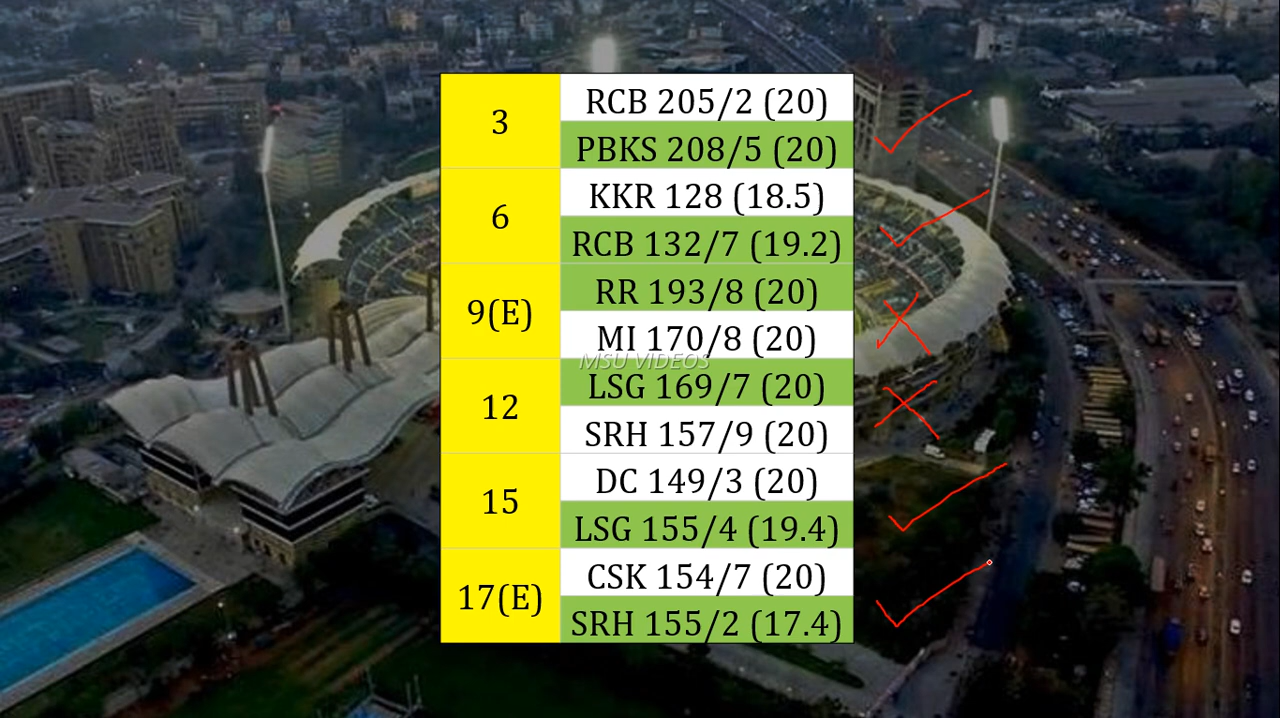 3
RCB 205/2 (20)
PBKS 208/5 (20)
6
KKR 128 (18.5)
RCB 132/7 (19.2)
9(E)
RR 193/8 (20)
MI 170/8 (20)
MSU VIDEOS
12
LSG 169/7 (20)
SRH 157/9 (20)
15
DC 149/3 (20)
LSG 155/4 (19.4)
17(E)
CSK 154/7 (20)
SRH 155/2 (17.4)